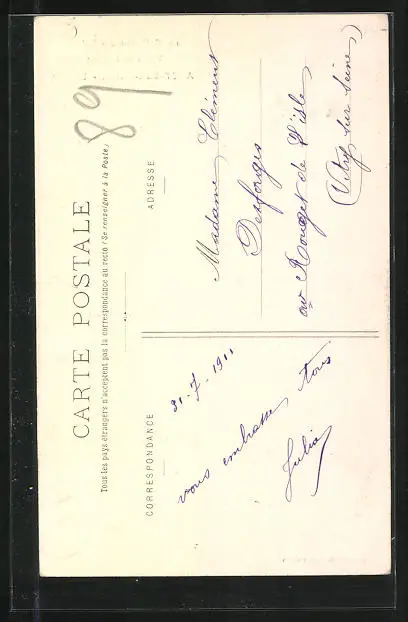 89
CARTE POSTALE
Tous les pays étrangers n'acceptent pas la correspondance au recto (Se renseigner à la Poste)
CORRESPONDANCE
31-7-1911
vous embrasse tous
Julia
ADRESSE
Madame Clément
Desforges
av Rouget de l'isle
(Vitry sur Seine)